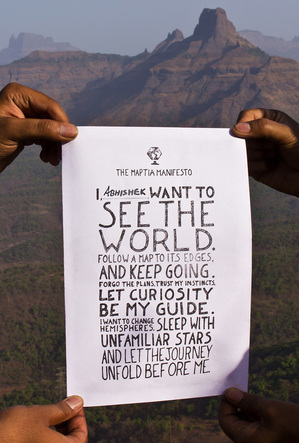 THE MAPTIA MANIFESTO
I, ABHISHEK WANT TO
SEE THE
WORLD.
FOLLOW A MAP TO ITS EDGES,
AND KEEP GOING.
FORGO THE PLANS. TRUST MY INSTINCTS.
LET CURIOSITY
BE MY GUIDE.
I WANT TO CHANGE
HEMISPHERES. SLEEP WITH
UNFAMILIAR STARS
AND LET THE JOURNEY
UNFOLD BEFORE ME.